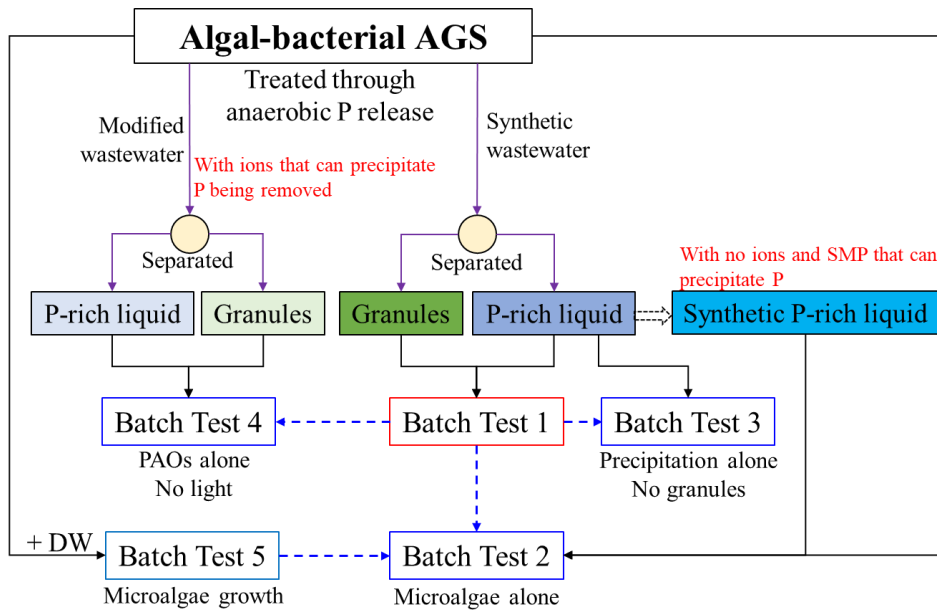 Algal-bacterial AGS
Treated through
anaerobic P release
Modified
wastewater
Synthetic
wastewater
With ions that can precipitate
P being removed
Separated
Separated
With no ions and SMP that can
precipitate P
P-rich liquid
Granules
Granules
P-rich liquid
Synthetic P-rich liquid
Batch Test 4
Batch Test 1
Batch Test 3
PAOs alone
No light
Precipitation alone
No granules
+ DW
Batch Test 5
Batch Test 2
Microalgae growth
Microalgae alone